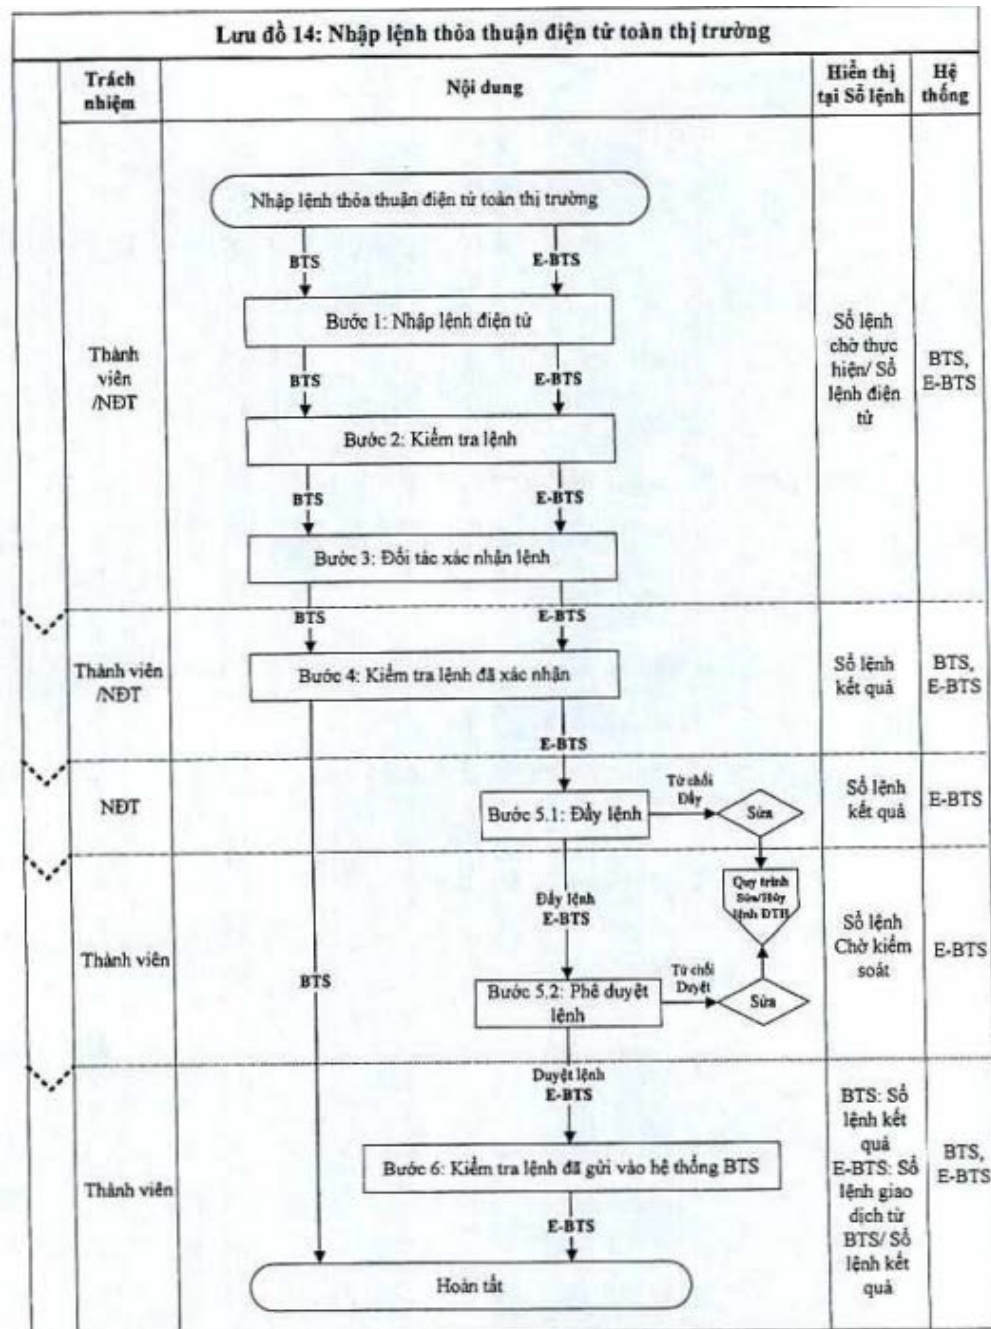 Lưu đồ 14: Nhập lệnh thỏa thuận điện tử toàn thị trường
Trách
nhiệm
Nội dung
Hiển thị
tại Sổ lệnh
Hệ
thống
Nhập lệnh thỏa thuận điện tử toàn thị trường
BTS
E-BTS
Bước 1: Nhập lệnh điện tử
BTS
E-BTS
Thành
viên
/NĐT
Sổ lệnh
chờ thực
hiện/ Sổ
lệnh điện
tử
BTS,
E-BTS
Bước 2: Kiểm tra lệnh
BTS
E-BTS
Bước 3: Đối tác xác nhận lệnh
BTS
E-BTS
Thành viên
/NĐT
Bước 4: Kiểm tra lệnh đã xác nhận
Sổ lệnh
kết quả
BTS,
E-BTS
E-BTS
NĐT
Bước 5.1: Đẩy lệnh
Từ chối
Đẩy
Sửa
Sổ lệnh
kết quả
E-BTS
Đẩy lệnh
E-BTS
Quy trình
Sửa/Hủy
lệnh ĐTH
Thành viên
BTS
Bước 5.2: Phê duyệt
lệnh
Từ chối
Duyệt
Sửa
Sổ lệnh
Chờ kiểm
soát
E-BTS
Duyệt lệnh
E-BTS
Thành viên
Bước 6: Kiểm tra lệnh đã gửi vào hệ thống BTS
E-BTS
BTS: Sổ
lệnh kết
quả
E-BTS: Sổ
lệnh giao
dịch từ
BTS/ Sổ
lệnh kết
quả
BTS,
E-BTS
Hoàn tất